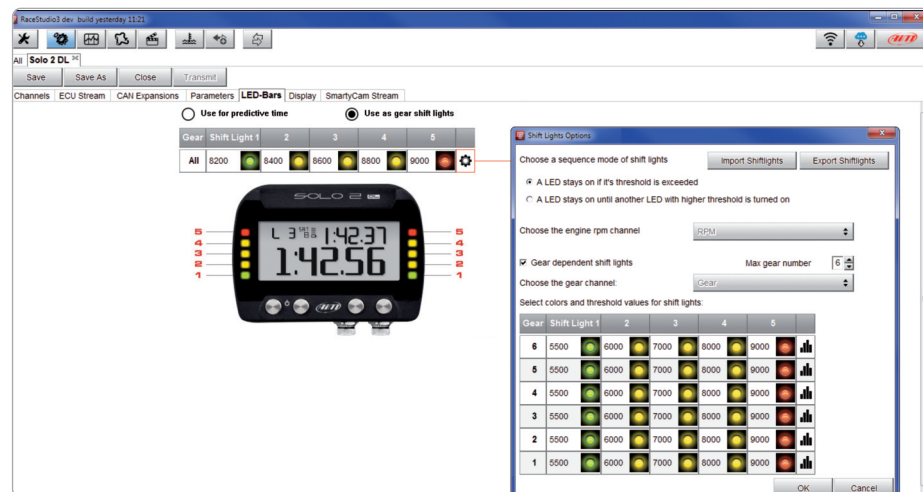 RaceStudio3 dev build yesterday 11:21
AiM
All Solo 2 DL
Save Save As Close Transmit
Channels ECU Stream CAN Expansions Parameters LED-Bars Display SmartyCam Stream
Use for predictive time Use as gear shift lights
Gear Shift Light 1 2 3 4 5
All 8200 8400 8600 8800 9000
SOLO 2 DL
5 5
4 4
3 3
2 2
1 1
L 3 1:42.37
1:42.56
AiM
Shift Lights Options
Choose a sequence mode of shift lights Import Shiftlights Export Shiftlights
A LED stays on if it's threshold is exceeded
A LED stays on until another LED with higher threshold is turned on
Choose the engine rpm channel RPM
Gear dependent shift lights Max gear number 6
Choose the gear channel: Gear
Select colors and threshold values for shift lights:
Gear Shift Light 1 2 3 4 5
6 5500 6000 7000 8000 9000
5 5500 6000 7000 8000 9000
4 5500 6000 7000 8000 9000
3 5500 6000 7000 8000 9000
2 5500 6000 7000 8000 9000
1 5500 6000 7000 8000 9000
OK Cancel